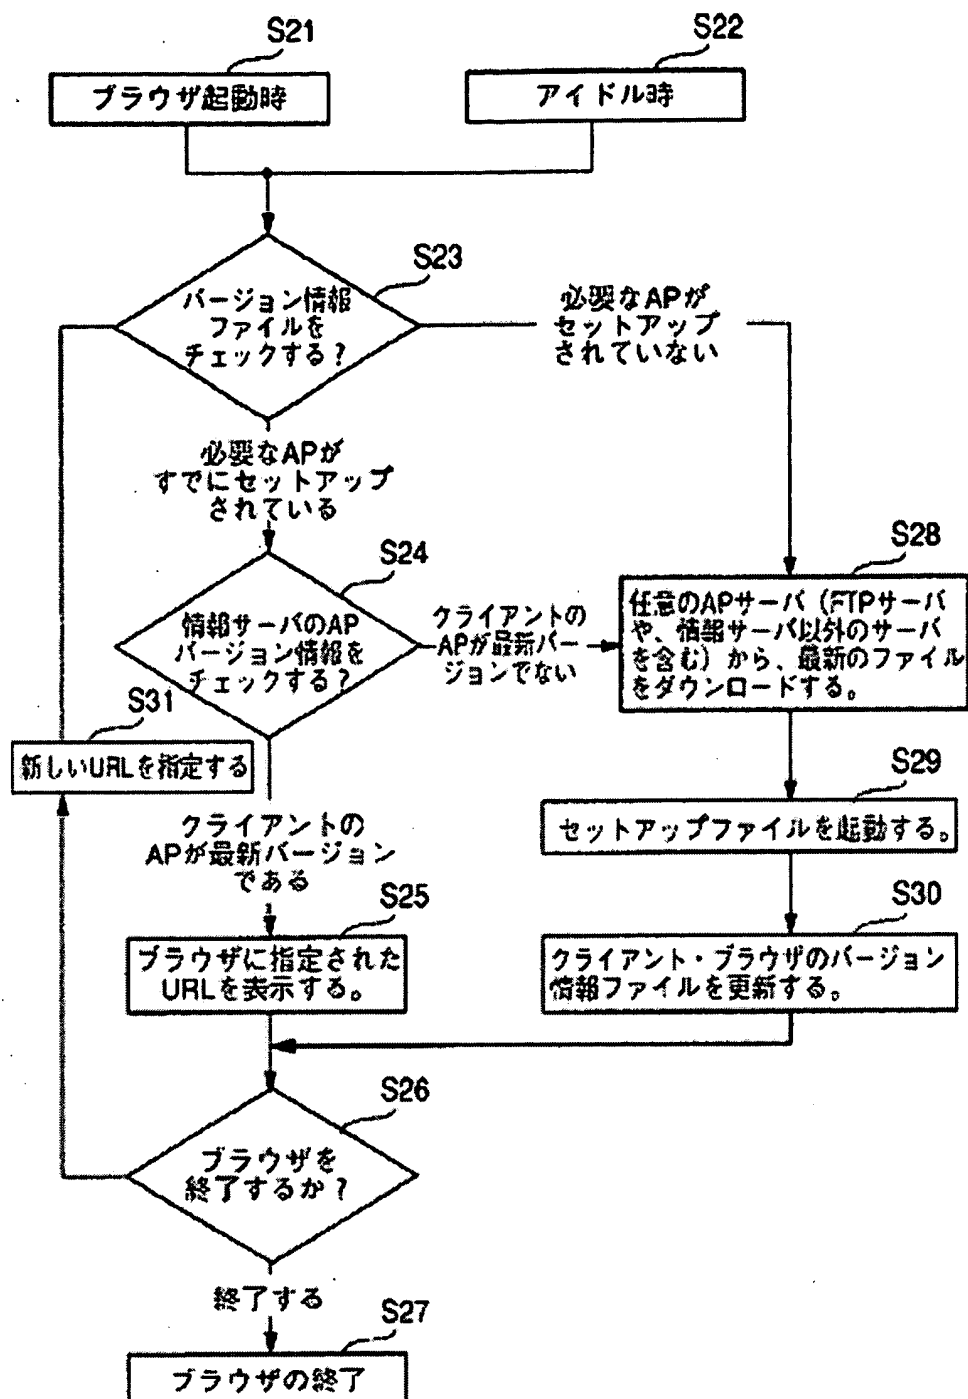 S21
ブラウザ起動時
S22
アイドル時
S23
バージョン情報
ファイルを
チェックする？
必要なAPが
セットアップ
されていない
必要なAPが
すでにセットアップ
されている
S24
情報サーバのAP
バージョン情報を
チェックする？
クライアントの
APが最新バー
ジョンでない
S28
任意のAPサーバ（FTPサーバ
や、情報サーバ以外のサーバ
を含む）から、最新のファイル
をダウンロードする。
S31
新しいURLを指定する
S29
セットアップファイルを起動する。
クライアントの
APが最新バージョン
である
S25
ブラウザに指定された
URLを表示する。
S30
クライアント・ブラウザのバージョン
情報ファイルを更新する。
S26
ブラウザを
終了するか？
終了する
S27
ブラウザの終了